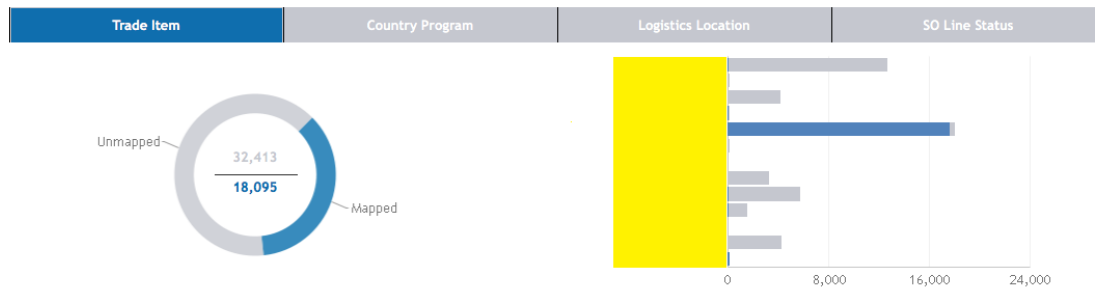 Trade Item
Country Program
Logistics Location
SO Line Status
Unmapped
32,413
18,095
Mapped
0
8,000
16,000
24,000